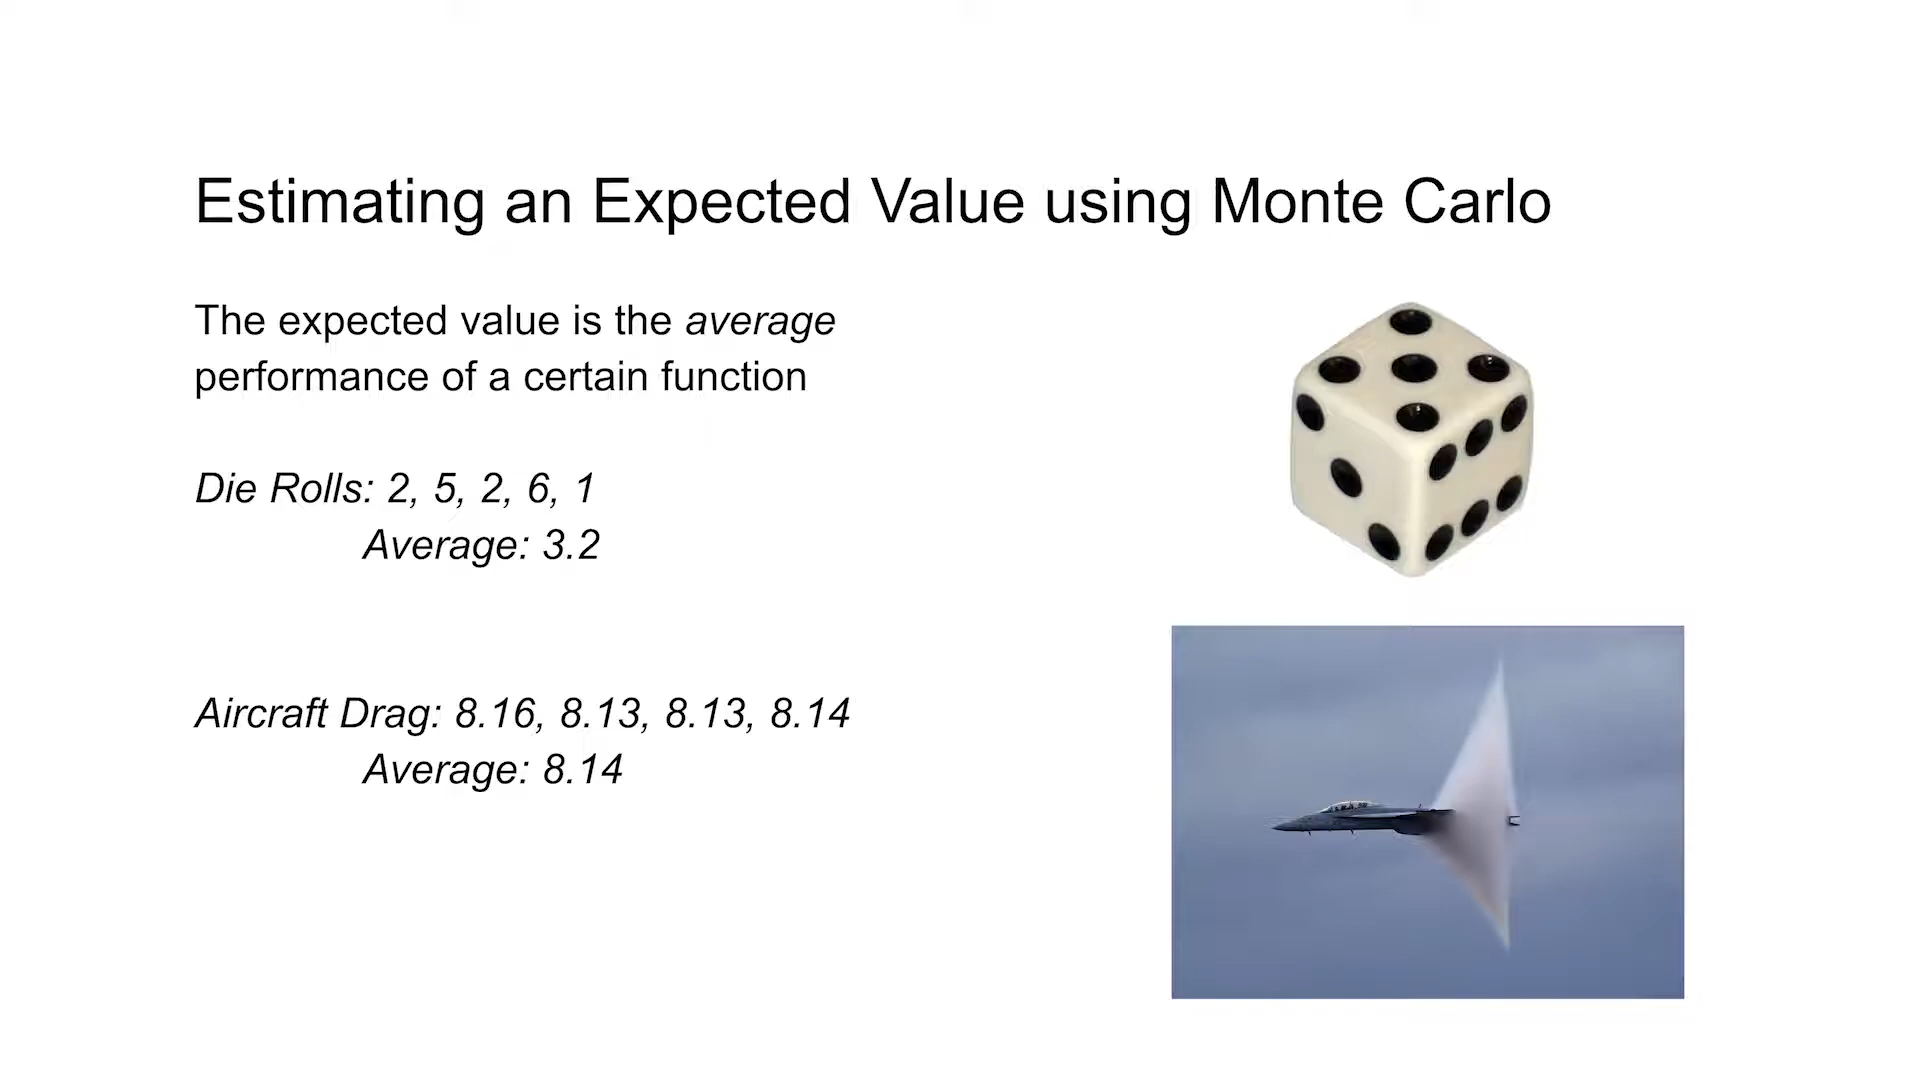 Estimating an Expected Value using Monte Carlo
The expected value is the average
performance of a certain function
Die Rolls: 2, 5, 2, 6, 1
Average: 3.2
Aircraft Drag: 8.16, 8.13, 8.13, 8.14
Average: 8.14